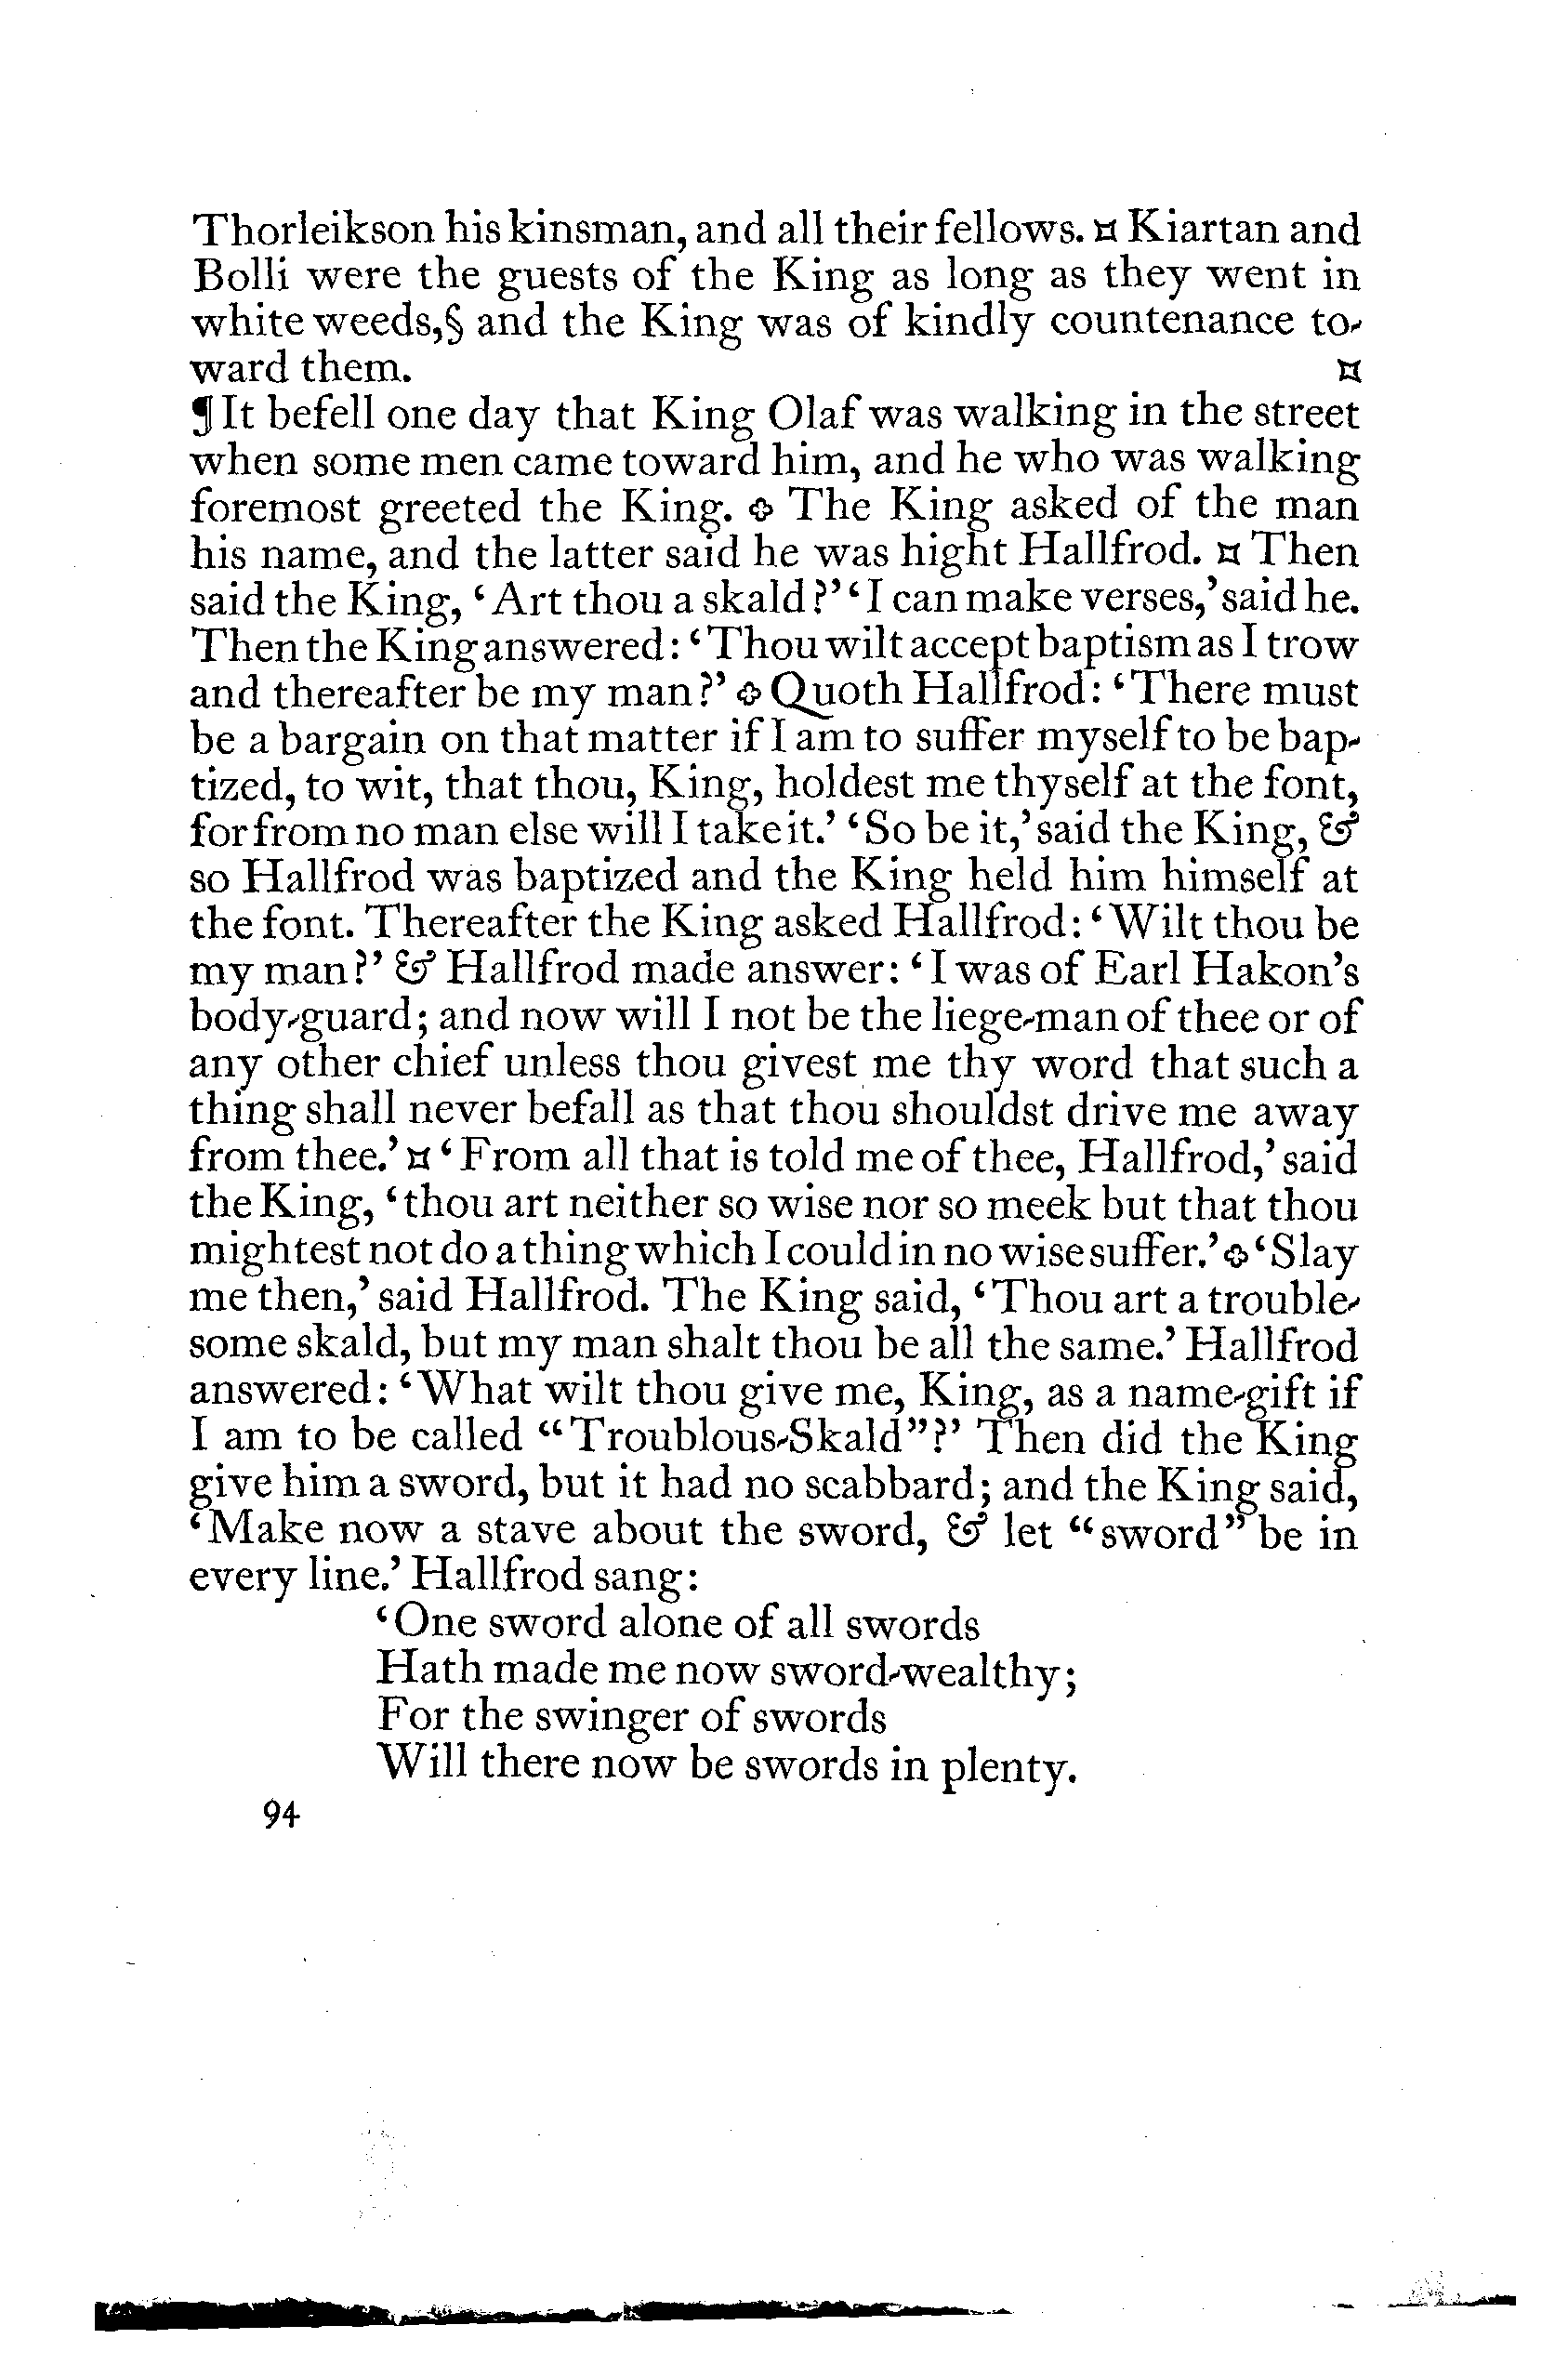 Thorleikson his kinsman, and all their fellows. ¤ Kiartan and
Bolli were the guests of the King as long as they went in
white weeds,§ and the King was of kindly countenance to-
ward them. ¤
¶ It befell one day that King Olaf was walking in the street
when some men came toward him, and he who was walking
foremost greeted the King. ✣ The King asked of the man
his name, and the latter said he was hight Hallfrod. ¤ Then
said the King, ‘Art thou a skald?’ ‘I can make verses,’ said he.
Then the King answered: ‘Thou wilt accept baptism as I trow
and thereafter be my man?’ ✣ Quoth Hallfrod: ‘There must
be a bargain on that matter if I am to suffer myself to be bap-
tized, to wit, that thou, King, holdest me thyself at the font,
for from no man else will I take it.’ ‘So be it,’ said the King, &
so Hallfrod was baptized and the King held him himself at
the font. Thereafter the King asked Hallfrod: ‘Wilt thou be
my man?’ & Hallfrod made answer: ‘I was of Earl Hakon’s
body-guard; and now will I not be the liege-man of thee or of
any other chief unless thou givest me thy word that such a
thing shall never befall as that thou shouldst drive me away
from thee.’ ¤ ‘From all that is told me of thee, Hallfrod,’ said
the King, ‘thou art neither so wise nor so meek but that thou
mightest not do a thing which I could in no wise suffer.’ ✣ ‘Slay
me then,’ said Hallfrod. The King said, ‘Thou art a trouble-
some skald, but my man shalt thou be all the same.’ Hallfrod
answered: ‘What wilt thou give me, King, as a name-gift if
I am to be called “Troublous-Skald”?’ Then did the King
give him a sword, but it had no scabbard; and the King said,
‘Make now a stave about the sword, & let “sword” be in
every line.’ Hallfrod sang:
‘One sword alone of all swords
Hath made me now sword-wealthy;
For the swinger of swords
Will there now be swords in plenty.
94